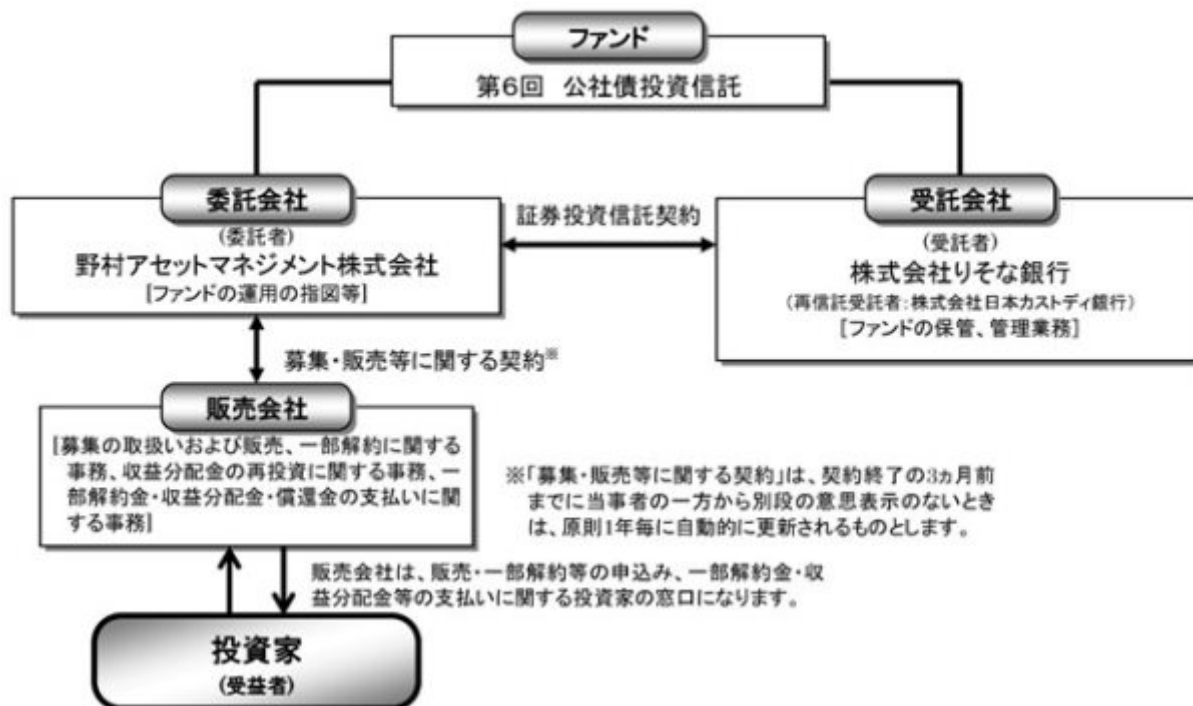 ファンド
第6回 公社債投資信託
委託会社
(委託者)
野村アセットマネジメント株式会社
[ファンドの運用の指図等]
証券投資信託契約
受託会社
(受託者)
株式会社りそな銀行
(再信託受託者:株式会社日本カストディ銀行)
[ファンドの保管、管理業務]
募集・販売等に関する契約※
販売会社
[募集の取扱いおよび販売、一部解約に関する
事務、収益分配金の再投資に関する事務、一
部解約金・収益分配金・償還金の支払いに関
する事務]
※「募集・販売等に関する契約」は、契約終了の3ヵ月前
までに当事者の一方から別段の意思表示のないとき
は、原則1年毎に自動的に更新されるものとします。
販売会社は、販売・一部解約等の申込み、一部解約金・収
益分配金等の支払いに関する投資家の窓口になります。
投資家
(受益者)